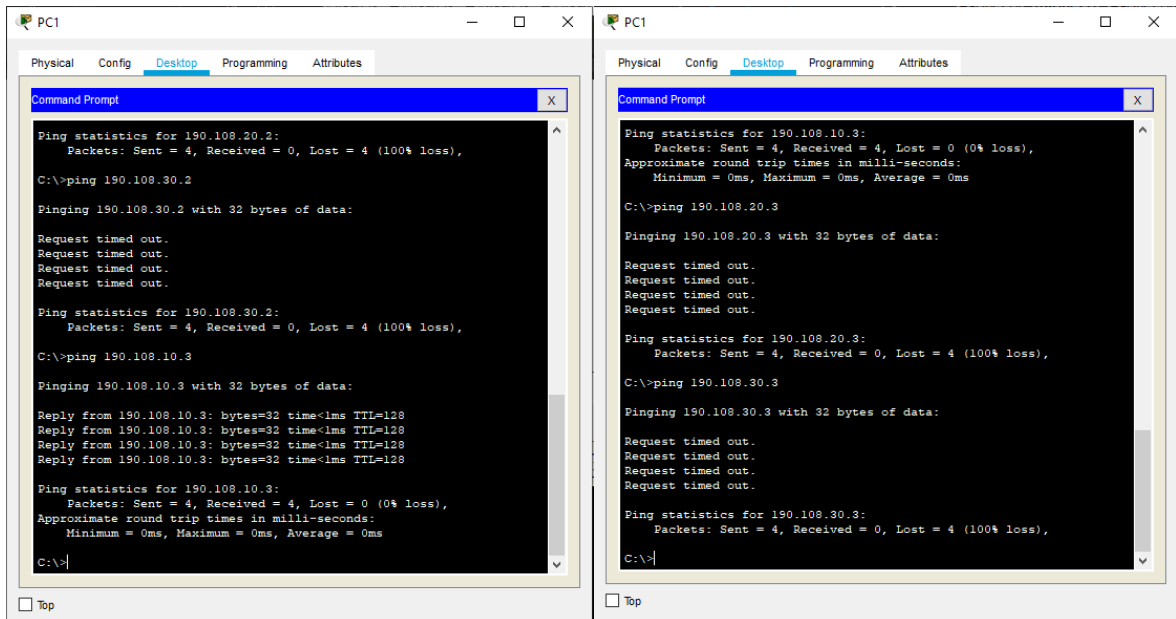 PC1
Physical Config Desktop Programming Attributes
Command Prompt
X
Ping statistics for 190.108.20.2:
Packets: Sent = 4, Received = 0, Lost = 4 (100% loss),
C:\>ping 190.108.30.2
Pinging 190.108.30.2 with 32 bytes of data:
Request timed out.
Request timed out.
Request timed out.
Request timed out.
Ping statistics for 190.108.30.2:
Packets: Sent = 4, Received = 0, Lost = 4 (100% loss),
C:\>ping 190.108.10.3
Pinging 190.108.10.3 with 32 bytes of data:
Reply from 190.108.10.3: bytes=32 time<1ms TTL=128
Reply from 190.108.10.3: bytes=32 time<1ms TTL=128
Reply from 190.108.10.3: bytes=32 time<1ms TTL=128
Reply from 190.108.10.3: bytes=32 time<1ms TTL=128
Ping statistics for 190.108.10.3:
Packets: Sent = 4, Received = 4, Lost = 0 (0% loss),
Approximate round trip times in milli-seconds:
Minimum = 0ms, Maximum = 0ms, Average = 0ms
C:\>
Top
PC1
Physical Config Desktop Programming Attributes
Command Prompt
X
Ping statistics for 190.108.10.3:
Packets: Sent = 4, Received = 4, Lost = 0 (0% loss),
Approximate round trip times in milli-seconds:
Minimum = 0ms, Maximum = 0ms, Average = 0ms
C:\>ping 190.108.20.3
Pinging 190.108.20.3 with 32 bytes of data:
Request timed out.
Request timed out.
Request timed out.
Request timed out.
Ping statistics for 190.108.20.3:
Packets: Sent = 4, Received = 0, Lost = 4 (100% loss),
C:\>ping 190.108.30.3
Pinging 190.108.30.3 with 32 bytes of data:
Request timed out.
Request timed out.
Request timed out.
Request timed out.
Ping statistics for 190.108.30.3:
Packets: Sent = 4, Received = 0, Lost = 4 (100% loss),
C:\>
Top